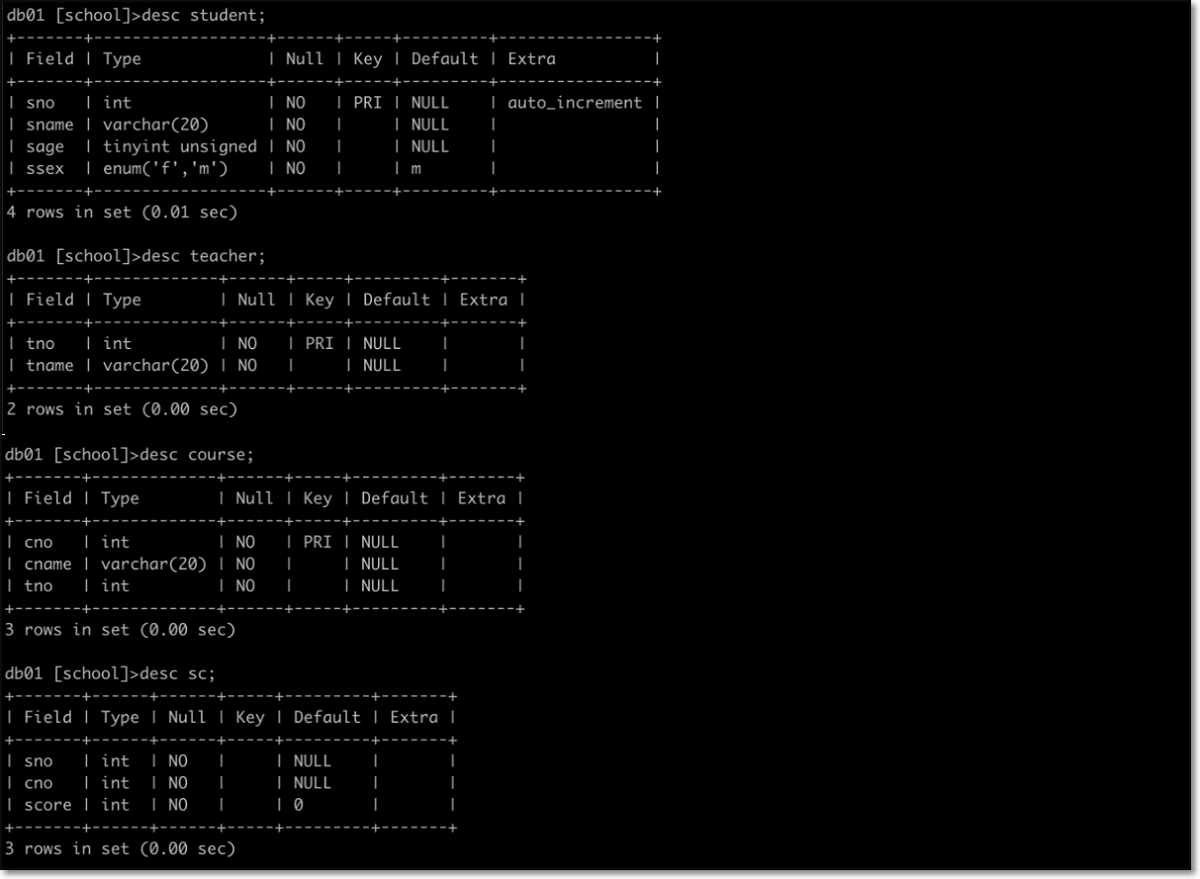 db01 [school]>desc student;
+-------+------------------+------+-----+---------+----------------+
| Field | Type             | Null | Key | Default | Extra          |
+-------+------------------+------+-----+---------+----------------+
| sno   | int              | NO   | PRI | NULL    | auto_increment |
| sname | varchar(20)      | NO   |     | NULL    |                |
| sage  | tinyint unsigned | NO   |     | NULL    |                |
| ssex  | enum('f','m')    | NO   |     | m       |                |
+-------+------------------+------+-----+---------+----------------+
4 rows in set (0.01 sec)

db01 [school]>desc teacher;
+-------+-------------+------+-----+---------+-------+
| Field | Type        | Null | Key | Default | Extra |
+-------+-------------+------+-----+---------+-------+
| tno   | int         | NO   | PRI | NULL    |       |
| tname | varchar(20) | NO   |     | NULL    |       |
+-------+-------------+------+-----+---------+-------+
2 rows in set (0.00 sec)

db01 [school]>desc course;
+-------+-------------+------+-----+---------+-------+
| Field | Type        | Null | Key | Default | Extra |
+-------+-------------+------+-----+---------+-------+
| cno   | int         | NO   | PRI | NULL    |       |
| cname | varchar(20) | NO   |     | NULL    |       |
| tno   | int         | NO   |     | NULL    |       |
+-------+-------------+------+-----+---------+-------+
3 rows in set (0.00 sec)

db01 [school]>desc sc;
+-------+------+------+-----+---------+-------+
| Field | Type | Null | Key | Default | Extra |
+-------+------+------+-----+---------+-------+
| sno   | int  | NO   |     | NULL    |       |
| cno   | int  | NO   |     | NULL    |       |
| score | int  | NO   |     | 0       |       |
+-------+------+------+-----+---------+-------+
3 rows in set (0.00 sec)